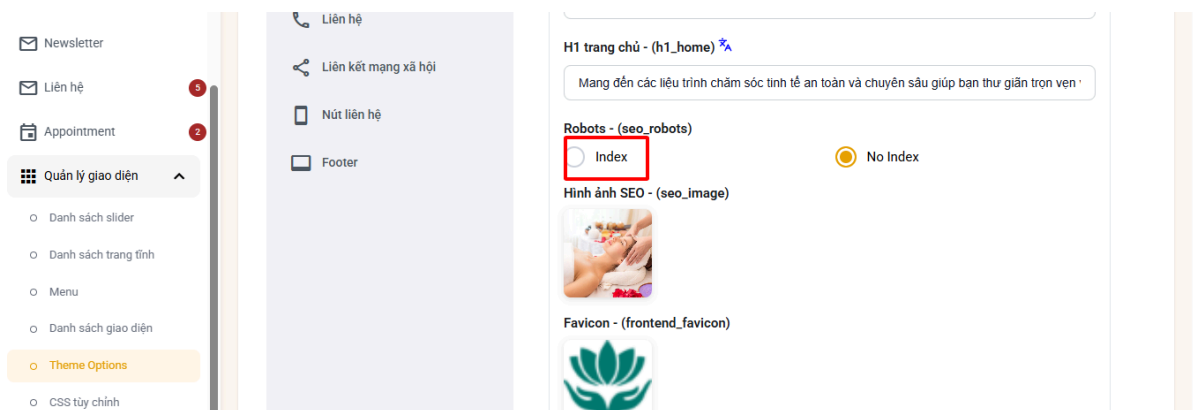 Newsletter
Liên hệ
5
Appointment
2
Quản lý giao diện
Danh sách slider
Danh sách trang tĩnh
Menu
Danh sách giao diện
Theme Options
CSS tùy chỉnh
Liên hệ
Liên kết mạng xã hội
Nút liên hệ
Footer
H1 trang chủ - (h1_home)
Mang đến các liệu trình chăm sóc tinh tế an toàn và chuyên sâu giúp bạn thư giãn trọn vẹn
Robots - (seo_robots)
Index
No Index
Hình ảnh SEO - (seo_image)
Favicon - (frontend_favicon)